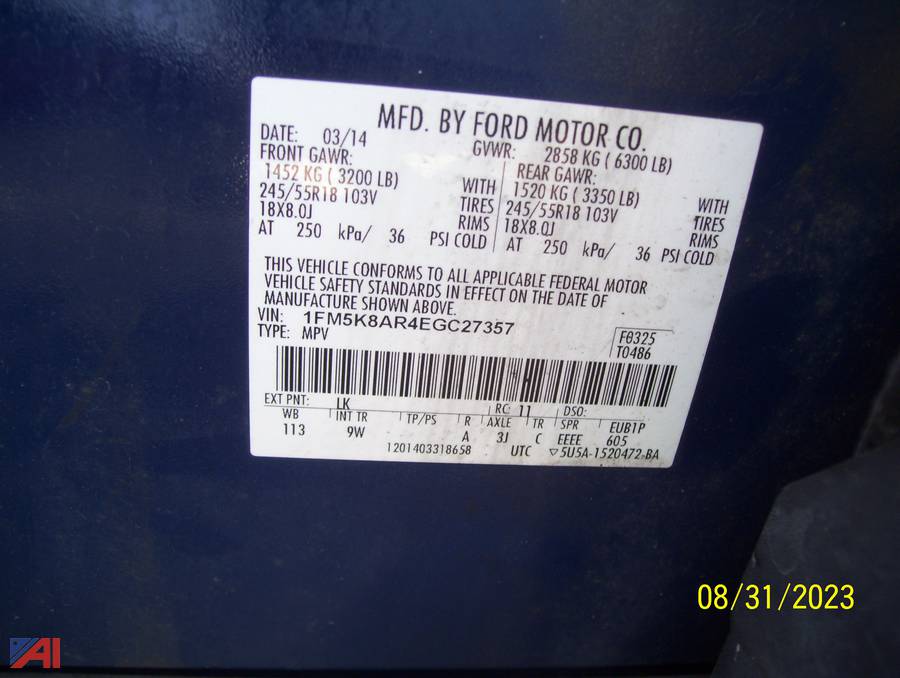 MFD. BY FORD MOTOR CO.
DATE: 03/14 GVWR: 2858 KG ( 6300 LB)
FRONT GAWR: REAR GAWR:
1452 KG ( 3200 LB) WITH 1520 KG ( 3350 LB) WITH
245/55R18 103V TIRES 245/55R18 103V TIRES
18X8.0J RIMS 18X8.0J RIMS
AT 250 kPa/ 36 PSI COLD AT 250 kPa/ 36 PSI COLD
THIS VEHICLE CONFORMS TO ALL APPLICABLE FEDERAL MOTOR
VEHICLE SAFETY STANDARDS IN EFFECT ON THE DATE OF
MANUFACTURE SHOWN ABOVE.
VIN: 1FM5K8AR4EGC27357
TYPE: MPV
F0325
T0486
EXT PNT: LK RC: 11 DSO:
WB INT TR TP/PS R AXLE TR SPR EUB1P
113 9W A 3J C EEEE 605
1201403318658 UTC ▽5U5A-1520472-BA
08/31/2023
AI